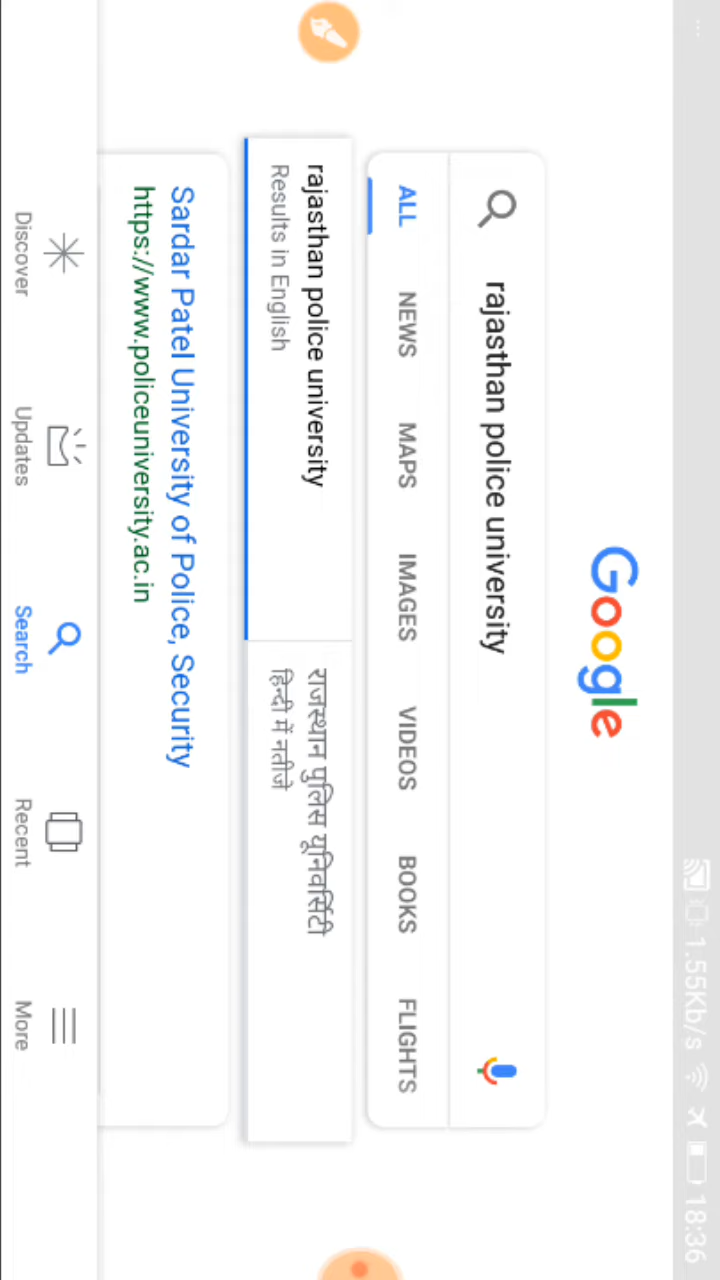 1.55Kb/s 18:36
Google
rajasthan police university
ALL NEWS MAPS IMAGES VIDEOS BOOKS FLIGHTS
rajasthan police university
Results in English
राजस्थान पुलिस यूनिवर्सिटी
हिन्दी में नतीजे
Sardar Patel University of Police, Security
https://www.policeuniversity.ac.in
Discover Updates Search Recent More